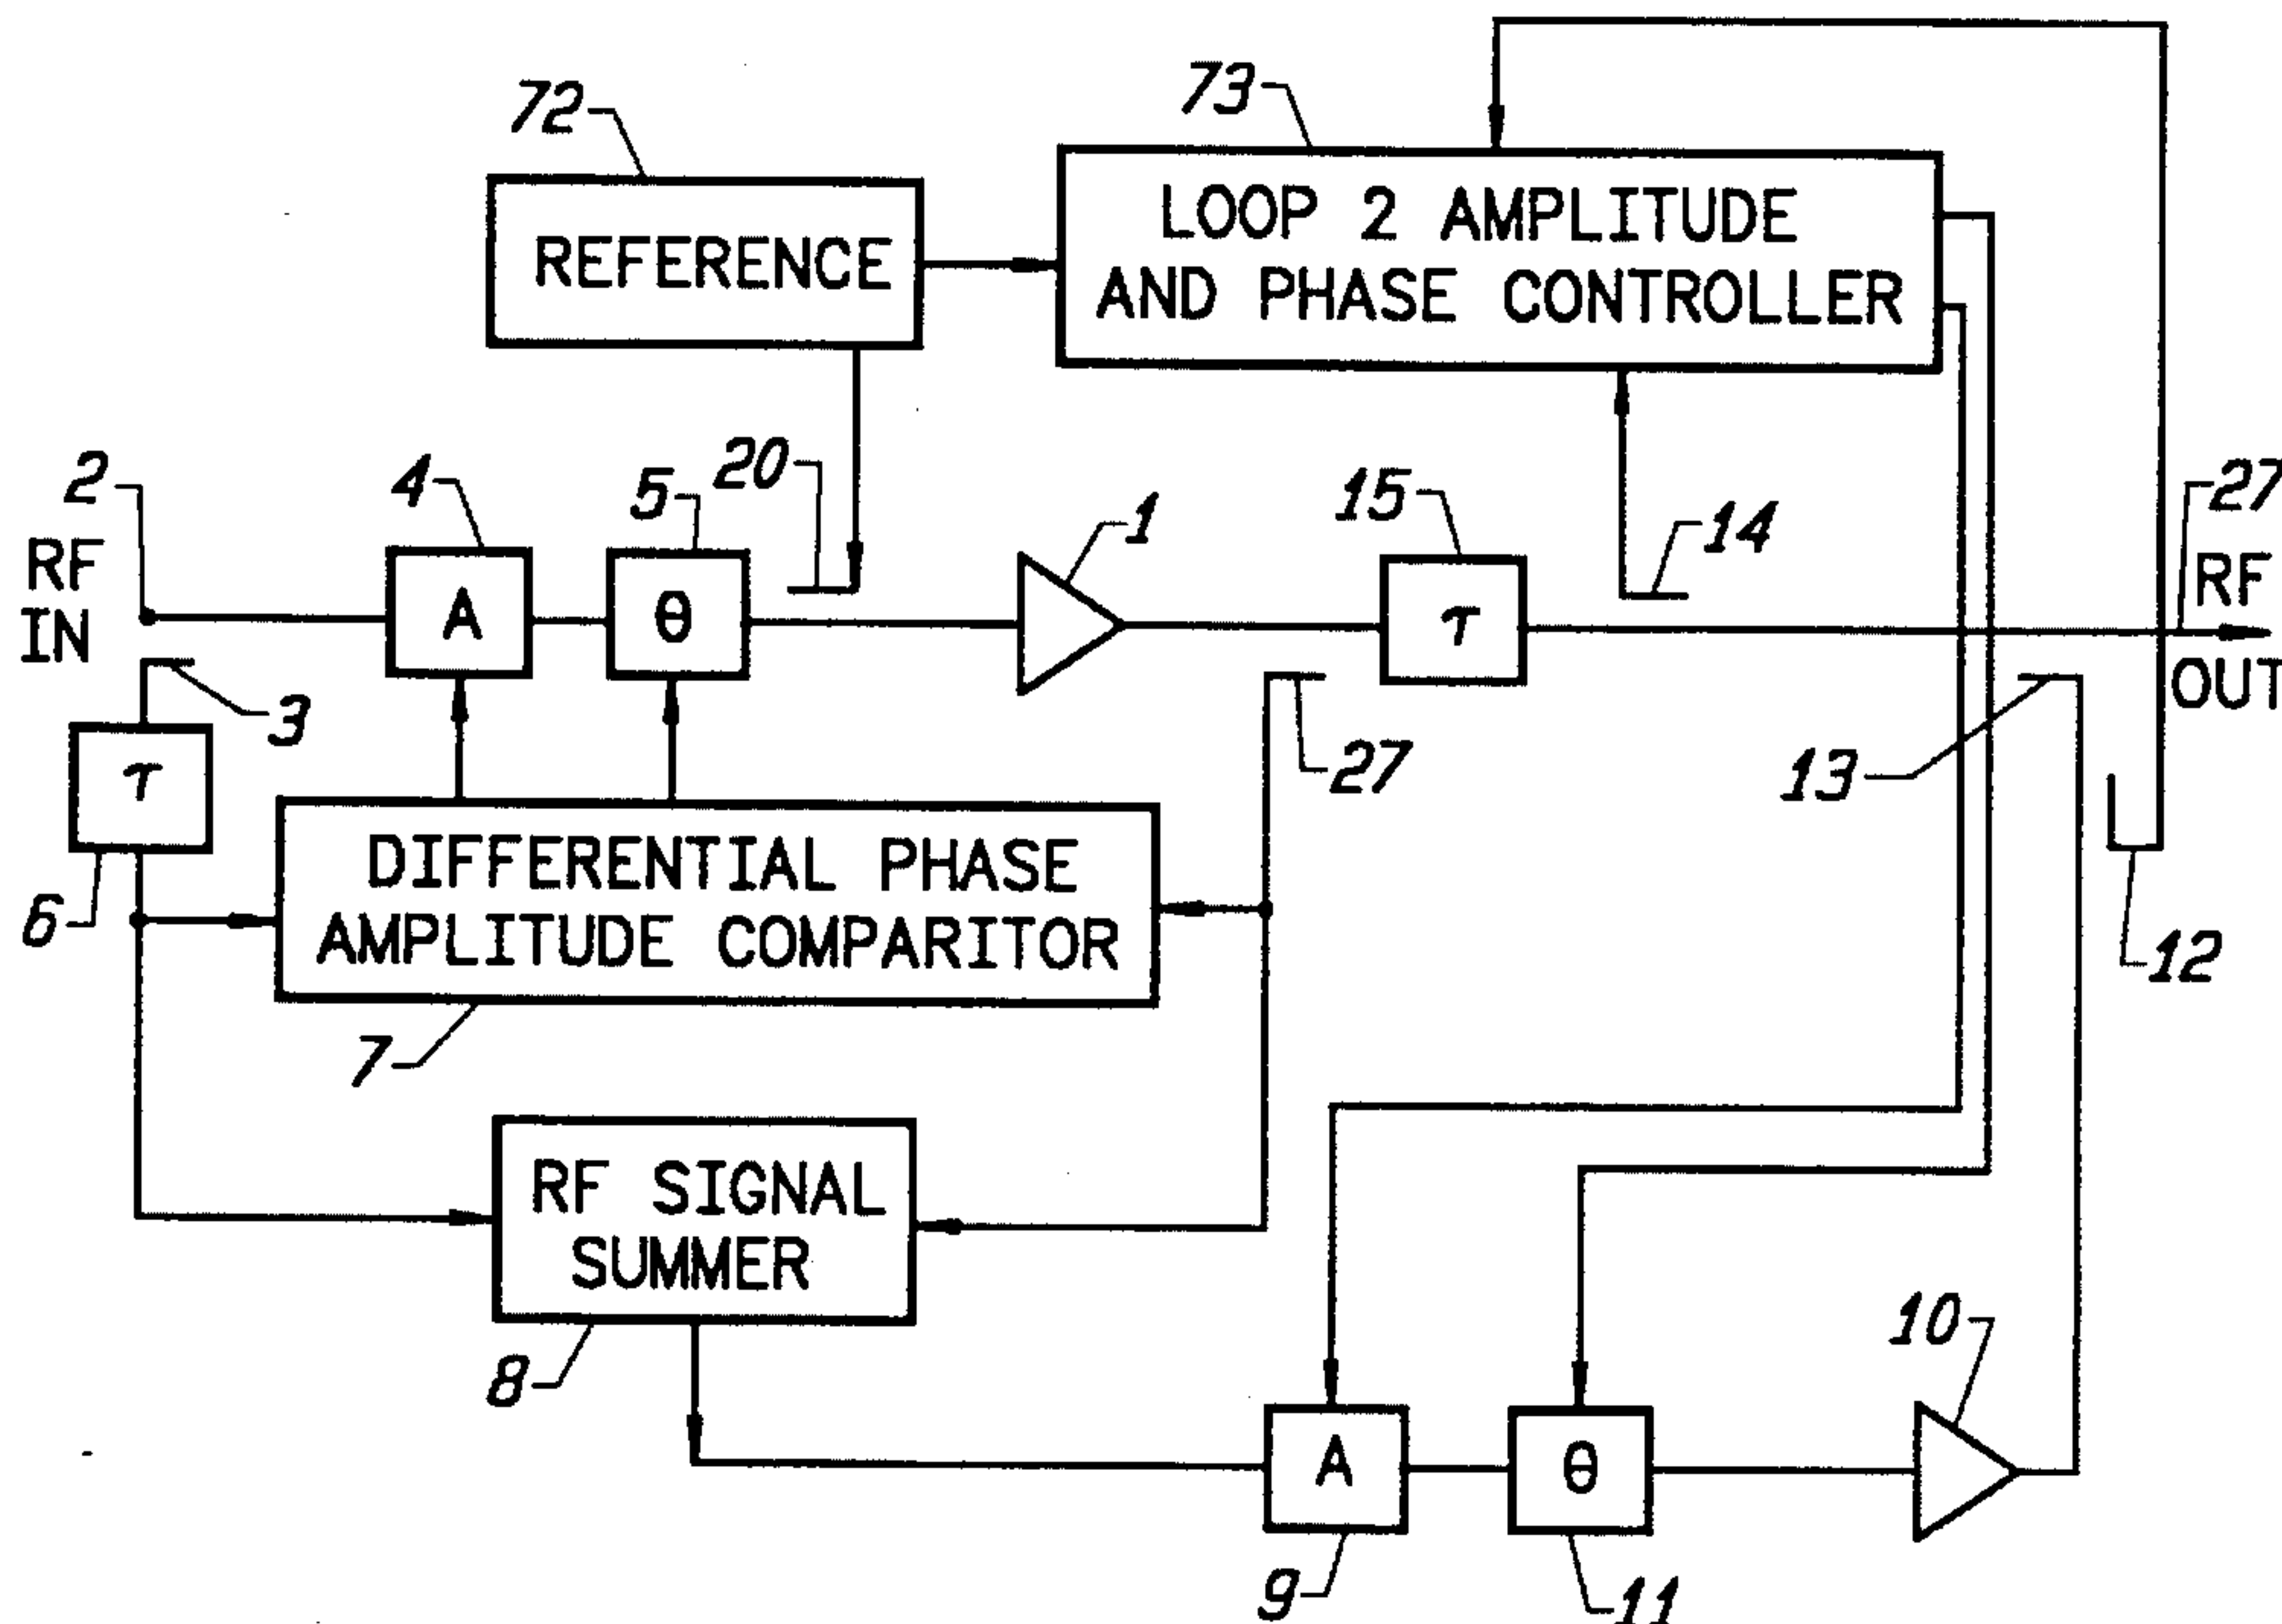 72
73
REFERENCE
LOOP 2 AMPLITUDE
AND PHASE CONTROLLER
2
4
5
20
1
15
14
27
RF
IN
A
θ
τ
RF
OUT
3
τ
27
13
6
DIFFERENTIAL PHASE
AMPLITUDE COMPARITOR
12
7
RF SIGNAL
SUMMER
8
10
A
θ
9
11